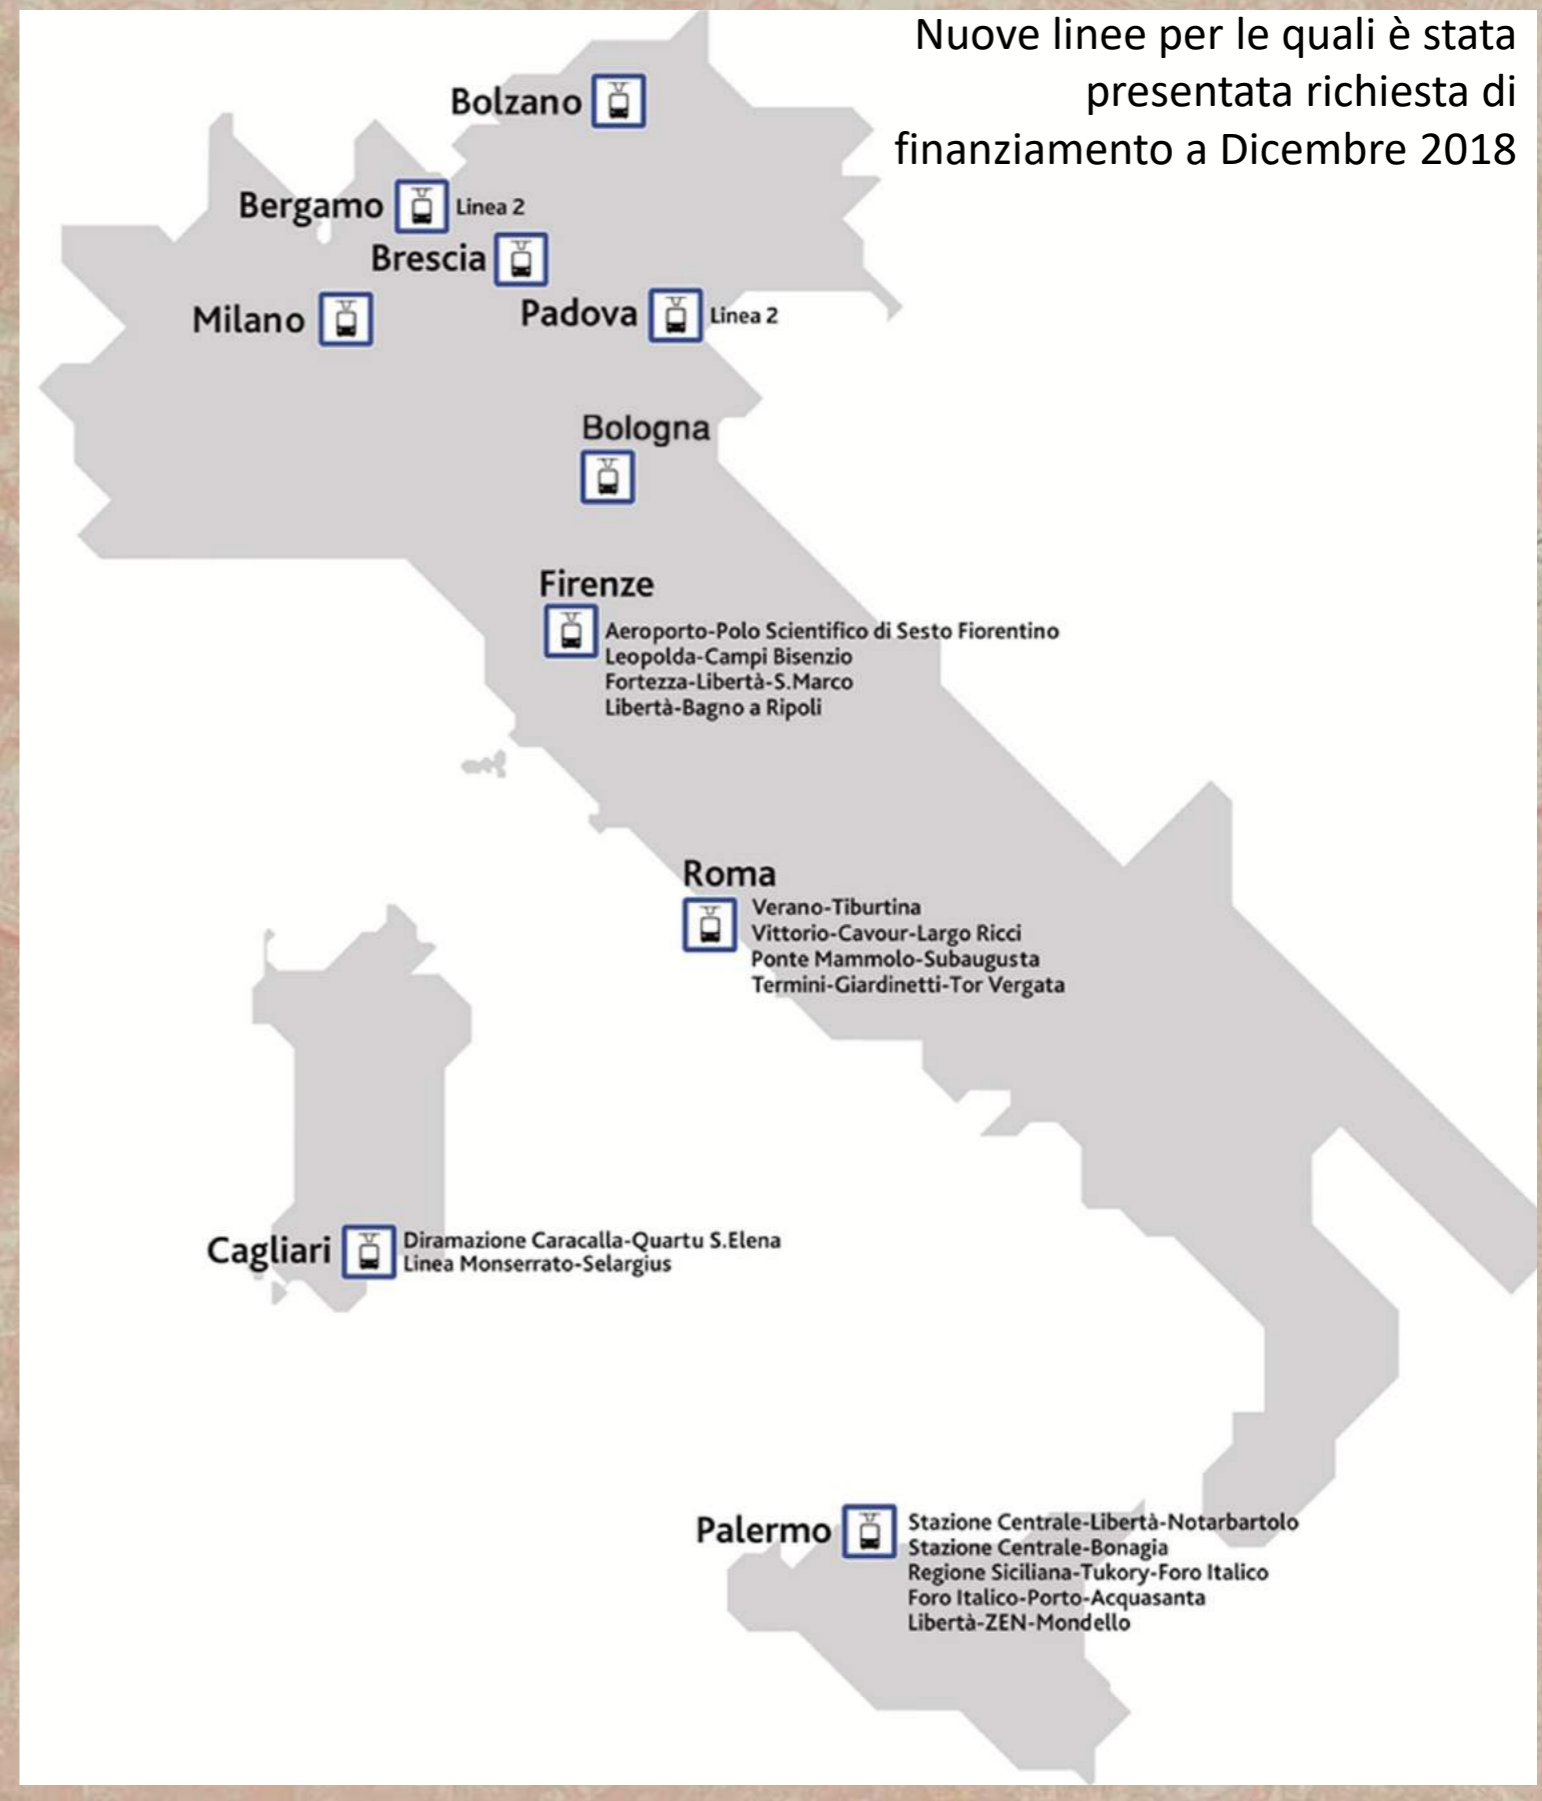 Nuove linee per le quali è stata
presentata richiesta di
finanziamento a Dicembre 2018
Bolzano
Bergamo Linea 2
Brescia
Milano
Padova Linea 2
Bologna
Firenze
Aeroporto-Polo Scientifico di Sesto Fiorentino
Leopolda-Campi Bisenzio
Fortezza-Libertà-S.Marco
Libertà-Bagno a Ripoli
Roma
Verano-Tiburtina
Vittorio-Cavour-Largo Ricci
Ponte Mammolo-Subaugusta
Termini-Giardinetti-Tor Vergata
Cagliari
Diramazione Caracalla-Quartu S.Elena
Linea Monserrato-Selargius
Palermo
Stazione Centrale-Libertà-Notarbartolo
Stazione Centrale-Bonagia
Regione Siciliana-Tukory-Foro Italico
Foro Italico-Porto-Acquasanta
Libertà-ZEN-Mondello